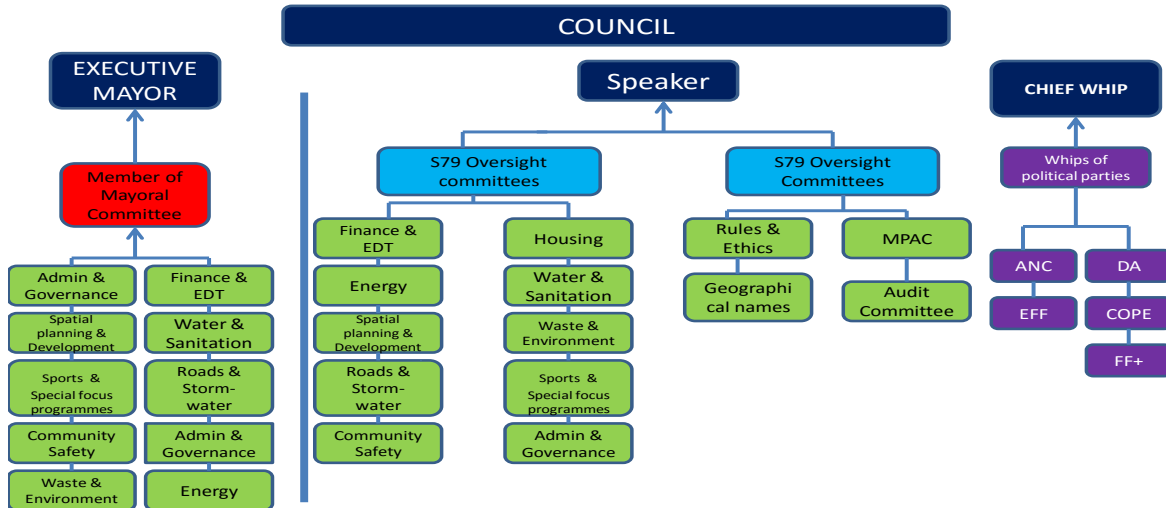 COUNCIL
EXECUTIVE
MAYOR
Member of
Mayoral
Committee
Admin &
Governance
Spatial
planning &
Development
Sports &
Special focus
programmes
Community
Safety
Waste &
Environment
Finance &
EDT
Water &
Sanitation
Roads &
Storm-
water
Admin &
Governance
Energy
Speaker
S79 Oversight
committees
Finance &
EDT
Energy
Spatial
planning &
Development
Roads &
Storm-
water
Community
Safety
Housing
Water &
Sanitation
Waste &
Environment
Sports &
Special focus
programmes
Admin &
Governance
S79 Oversight
Committees
Rules &
Ethics
Geographi
cal names
MPAC
Audit
Committee
CHIEF WHIP
Whips of
political parties
ANC
EFF
DA
COPE
FF+